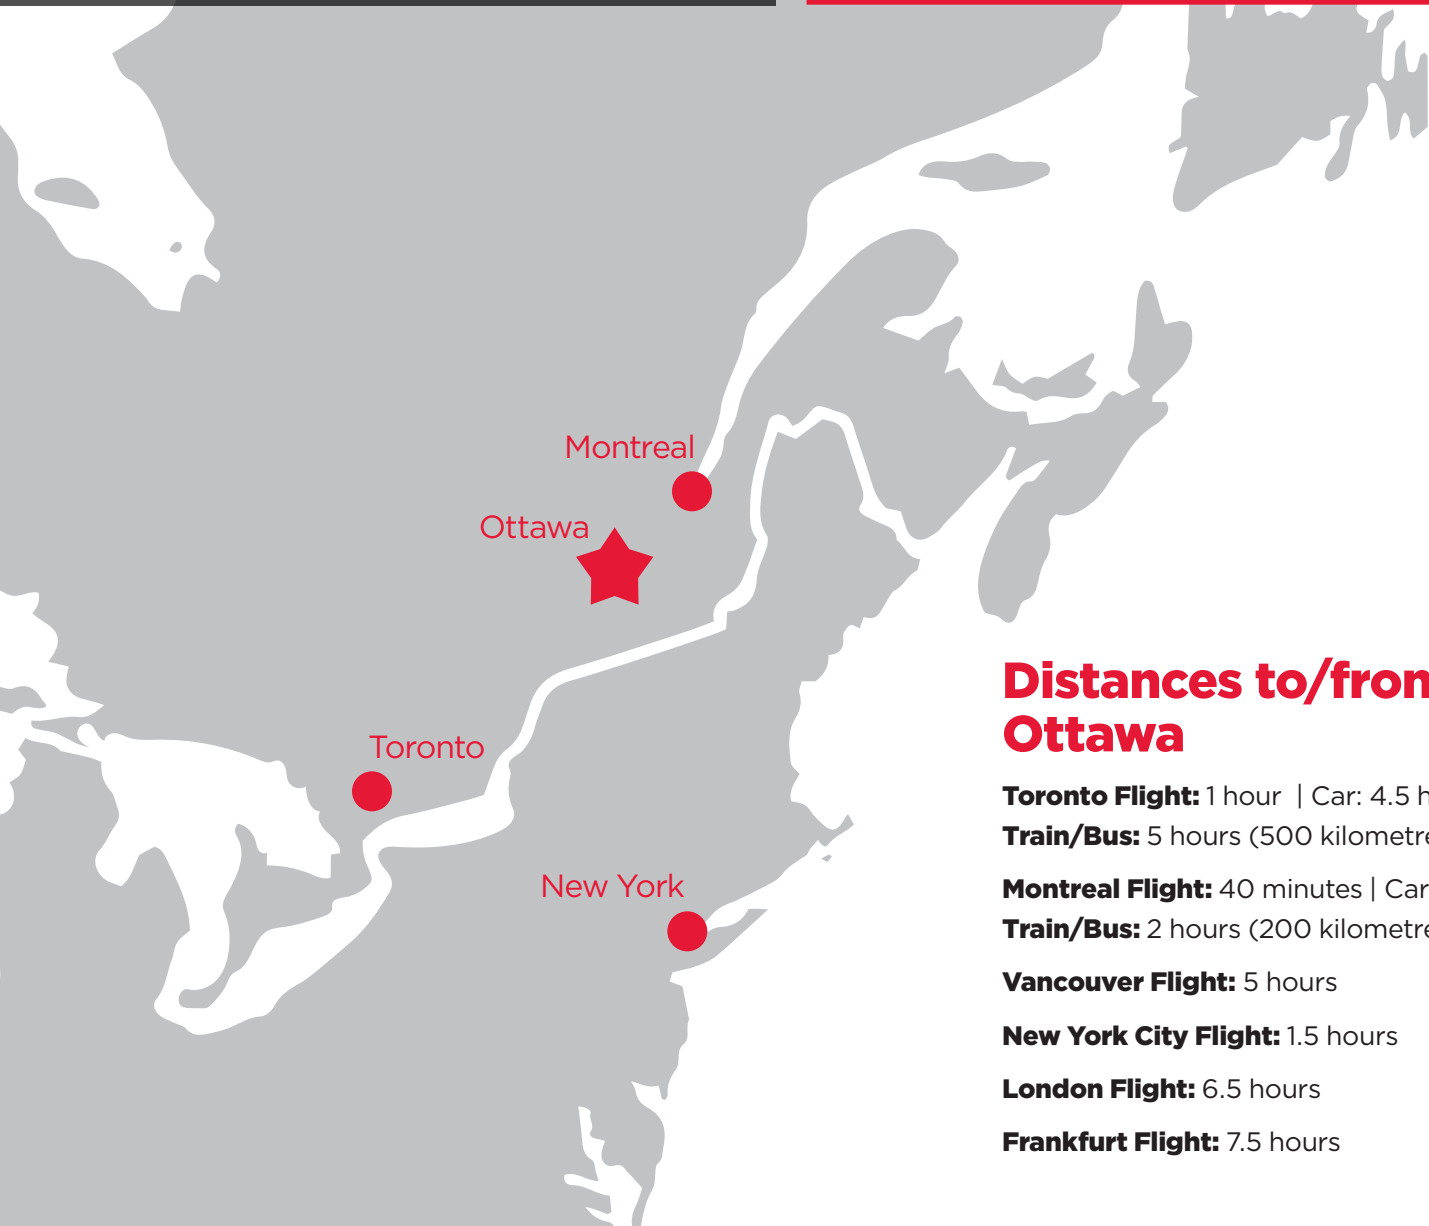 Montreal
Ottawa
Toronto
New York
Distances to/from
Ottawa
Toronto Flight: 1 hour | Car: 4.5 h
Train/Bus: 5 hours (500 kilometre
Montreal Flight: 40 minutes | Car
Train/Bus: 2 hours (200 kilometre
Vancouver Flight: 5 hours
New York City Flight: 1.5 hours
London Flight: 6.5 hours
Frankfurt Flight: 7.5 hours